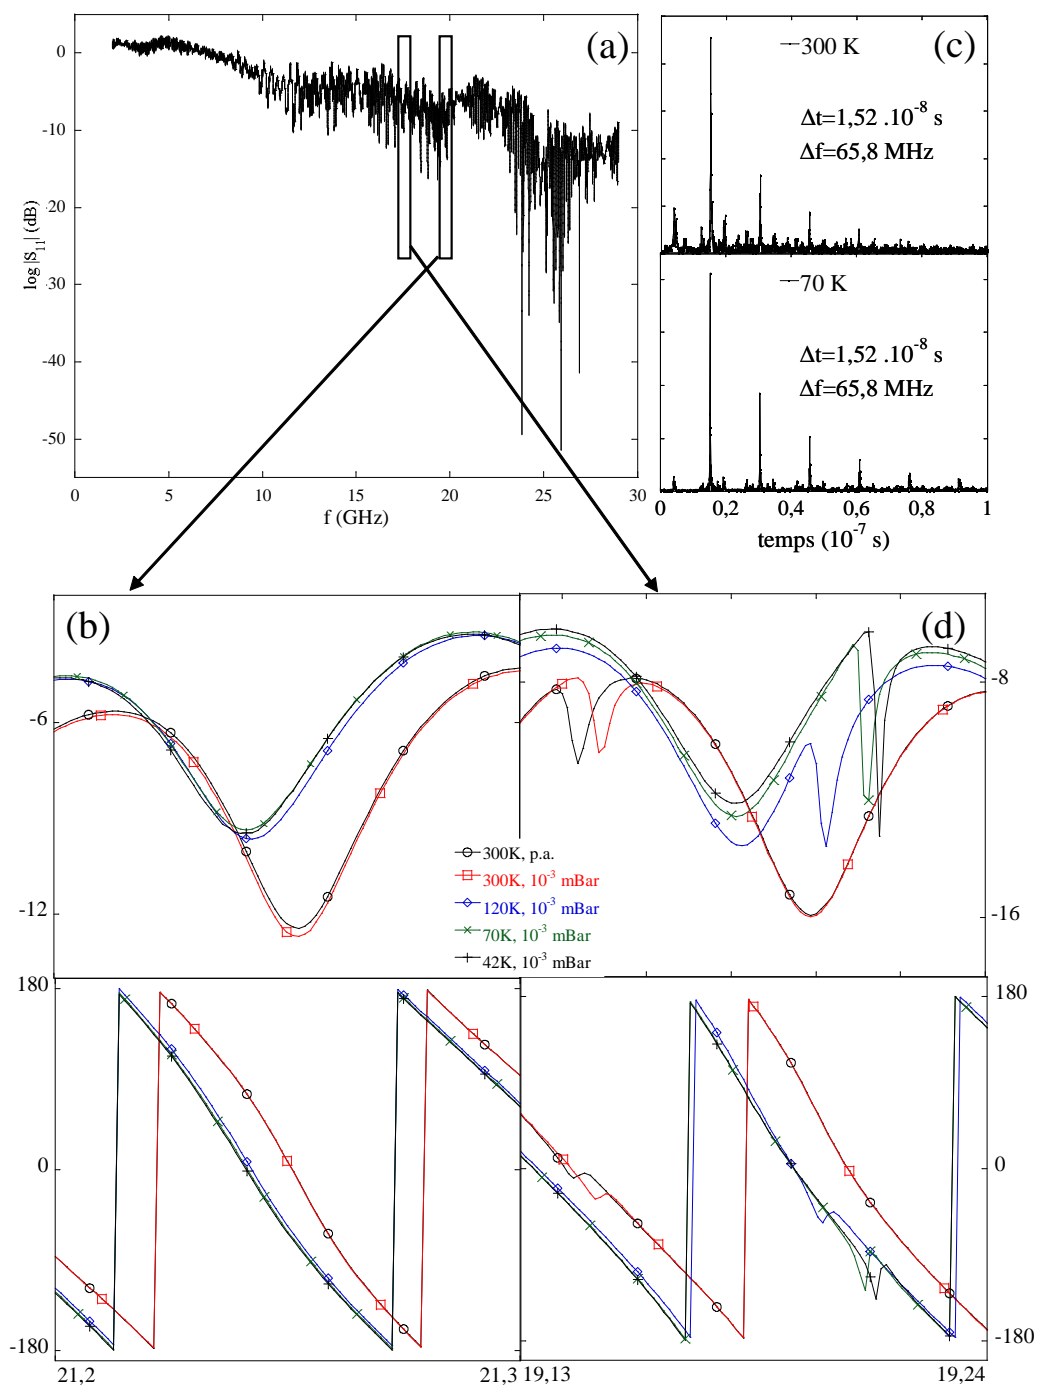 (a)
0
-10
-20
-30
-40
-50
log |S11| (dB)
0
5
10
15
20
25
30
f (GHz)
(c)
300 K
Δt=1,52 .10-8 s
Δf=65,8 MHz
70 K
Δt=1,52 .10-8 s
Δf=65,8 MHz
0
0,2
0,4
0,6
0,8
1
temps (10-7 s)
(b)
-6
-12
(d)
-8
-16
300K, p.a.
300K, 10-3 mBar
120K, 10-3 mBar
70K, 10-3 mBar
42K, 10-3 mBar
180
0
-180
180
0
-180
21,2
21,3
19,13
19,24